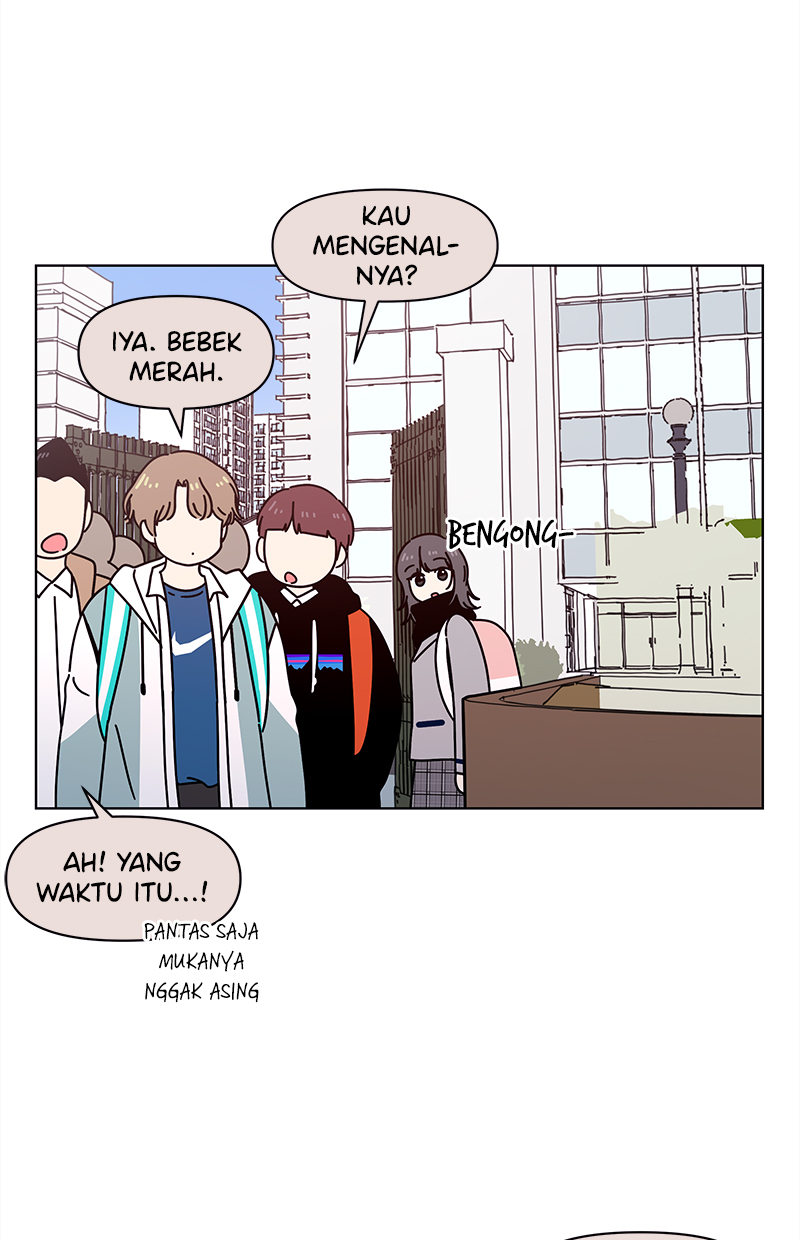 KAU
MENGENAL-
NYA?
IYA. BEBEK
MERAH.
BENGONG-
AH! YANG
WAKTU ITU...!
PANTAS SAJA
MUKANYA
NGGAK ASING